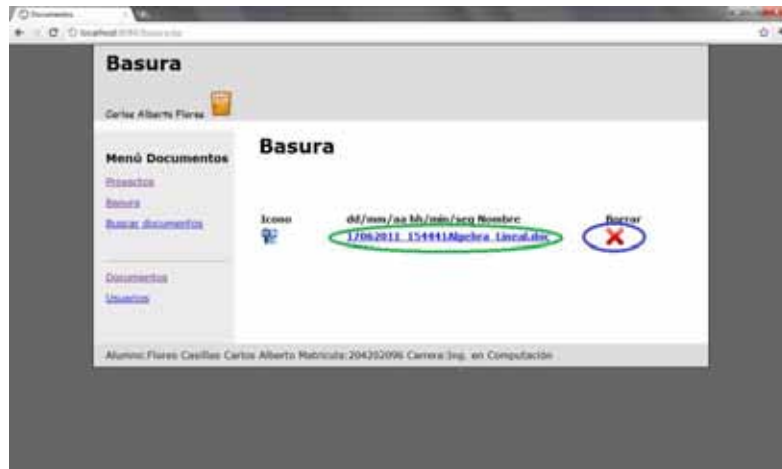 Documentos
localhost
Basura
Carlos Alberto Flores
Menú Documentos
Proyectos
Basura
Buscar documentos
Documentos
Usuarios
Basura
Icono dd/mm/aa hh/min/seg Nombre Borrar
17062011_154441Algebra_Lineal.doc
Alumno:Flores Casillas Carlos Alberto Matricula:204202096 Carrera:Ing. en Computación